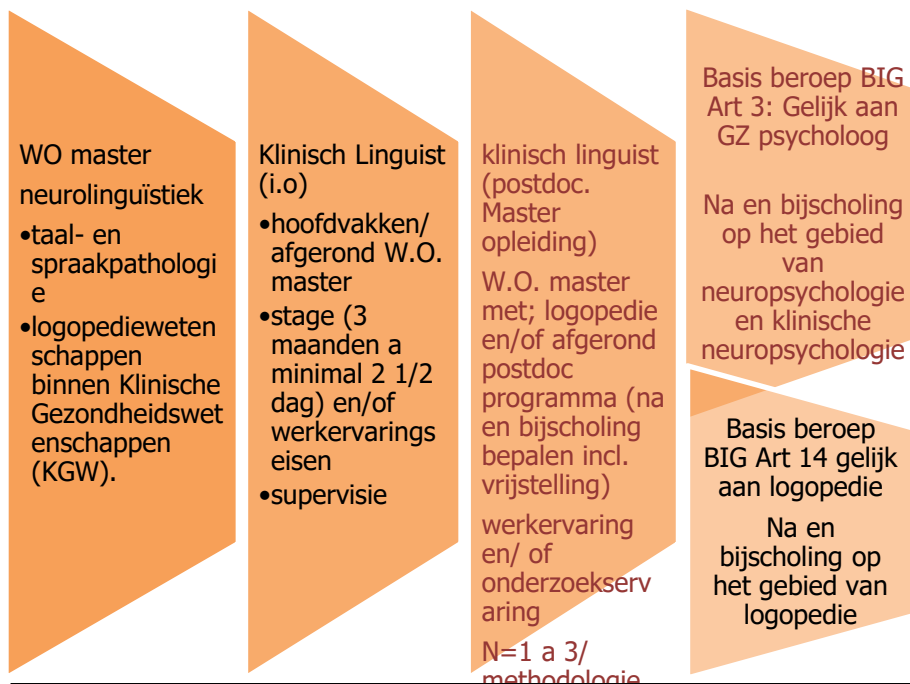 WO master
neurolinguïstiek
•taal- en
spraakpathologi
e
•logopedieweten
schappen
binnen Klinische
Gezondheidswet
enschappen
(KGW).
Klinisch Linguist
(i.o)
•hoofdvakken/
afgerond W.O.
master
•stage (3
maanden a
minimal 2 1/2
dag) en/of
werkervarings
eisen
•supervisie
klinisch linguist
(postdoc.
Master
opleiding)
W.O. master
met; logopedie
en/of afgerond
postdoc
programma (na
en bijscholing
bepalen incl.
vrijstelling)
werkervaring
en/ of
onderzokserv
aring
N=1 a 3/
methodologie
Basis beroep BIG
Art 3: Gelijk aan
GZ psycholoog
Na en bijscholing
op het gebied
van
neuropsychologie
en klinische
neuropsychologie
Basis beroep
BIG Art 14 gelijk
aan logopedie
Na en
bijscholing op
het gebied van
logopedie